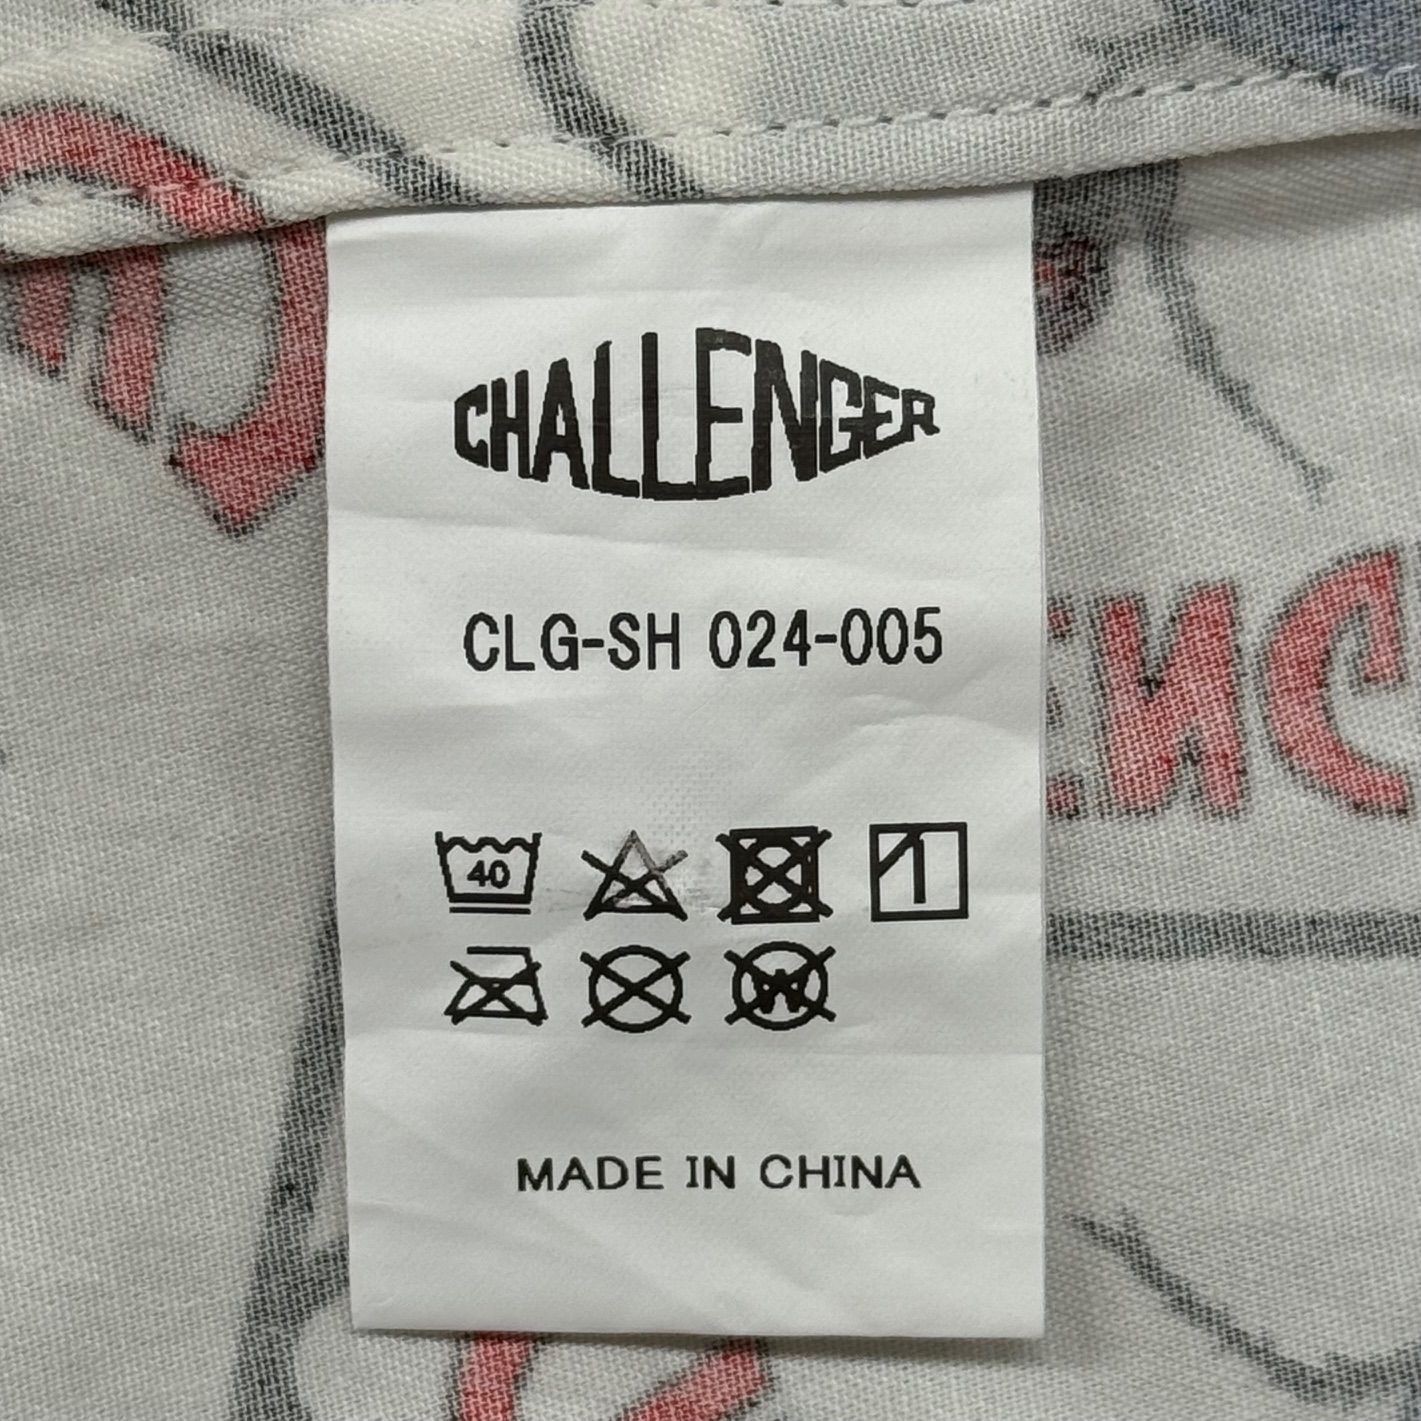 CHALLENGER
CLG-SH 024-005
40
W
MADE IN CHINA